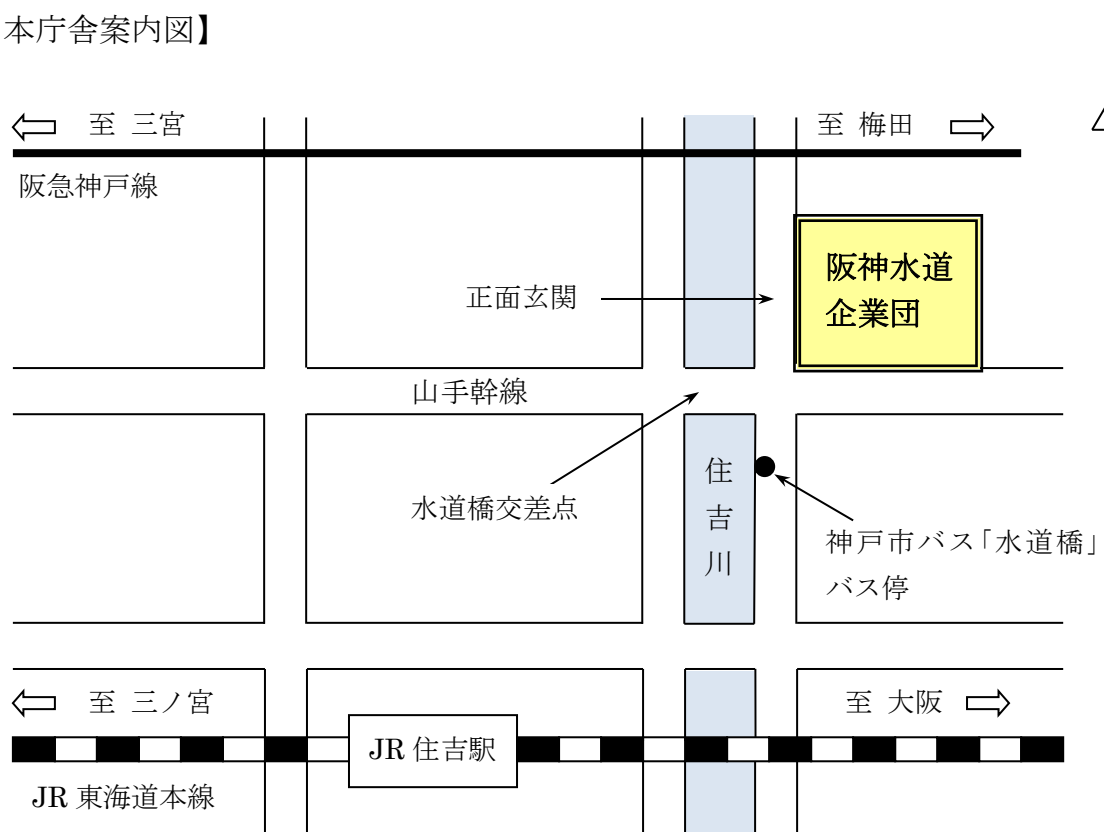 本庁舎案内図】
至 三宮
至 梅田
阪急神戸線
阪神水道
企業団
正面玄関
山手幹線
住吉川
水道橋交差点
神戸市バス「水道橋」
バス停
至 三ノ宮
至 大阪
JR 住吉駅
JR 東海道本線